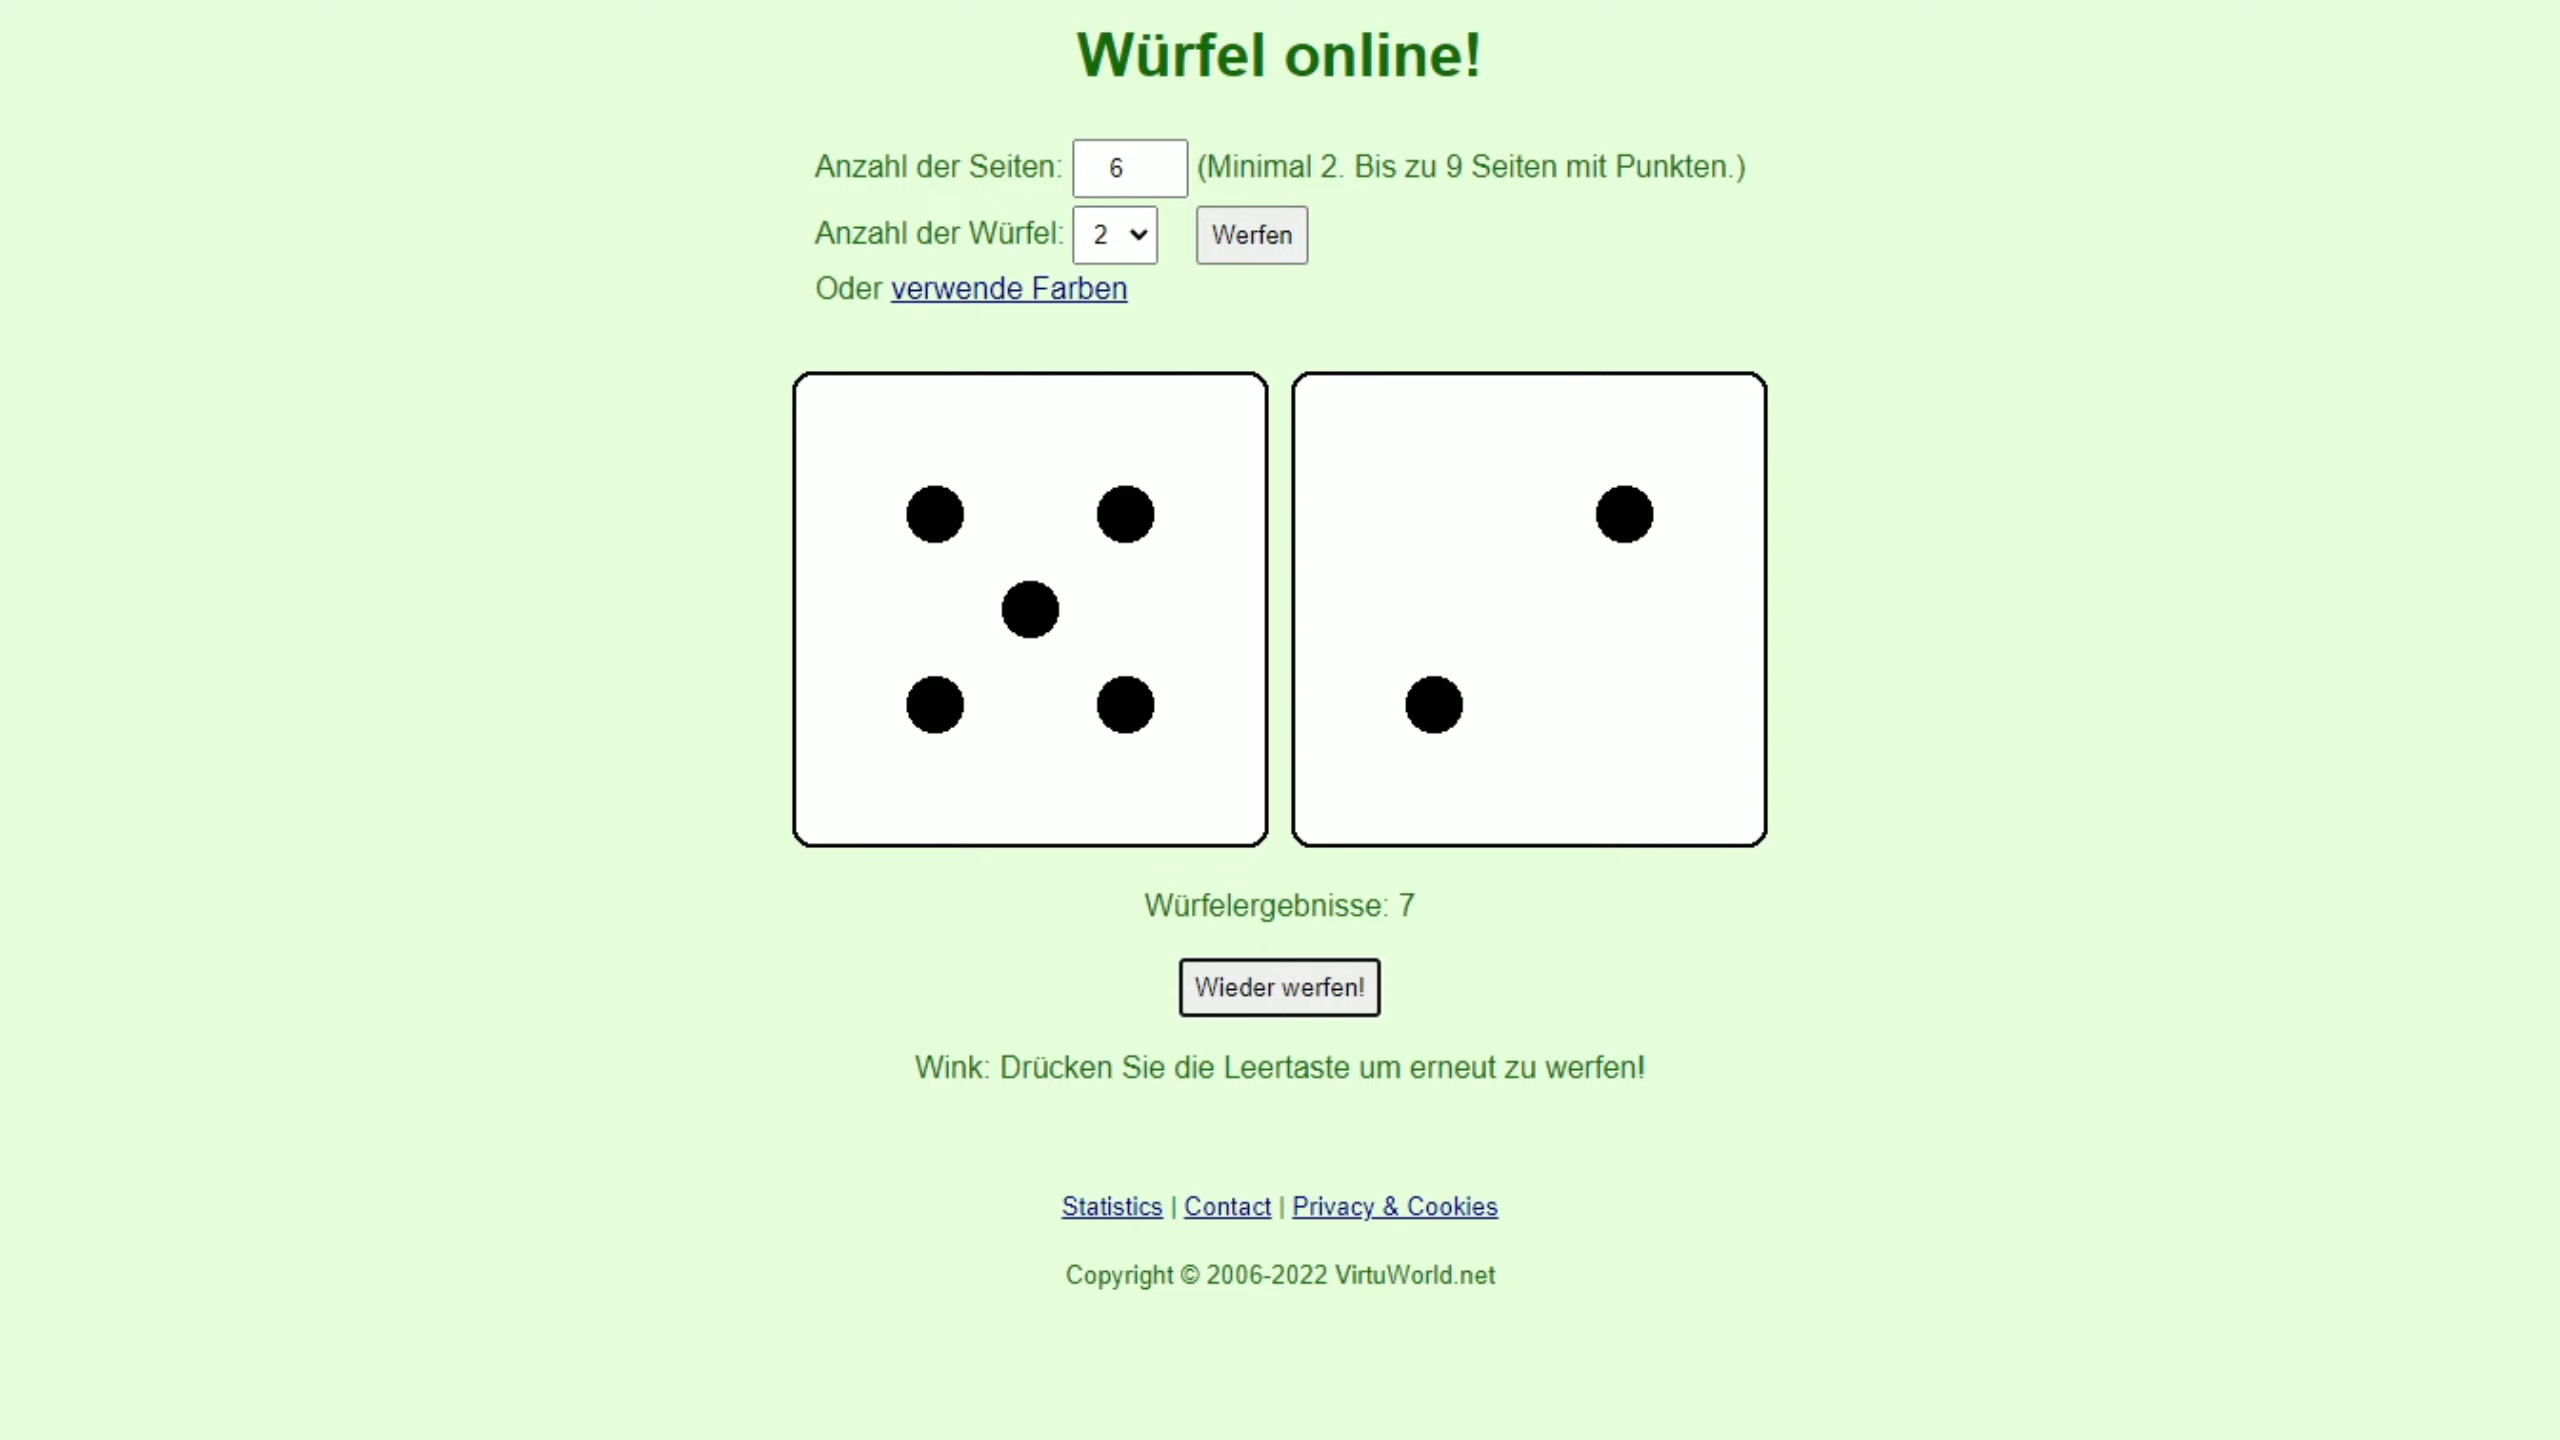 Würfel online!
Anzahl der Seiten: 6 (Minimal 2. Bis zu 9 Seiten mit Punkten.)
Anzahl der Würfel: 2 Werfen
Oder verwende Farben
Würfelergebnisse: 7
Wieder werfen!
Wink: Drücken Sie die Leertaste um erneut zu werfen!
Statistics | Contact | Privacy & Cookies
Copyright © 2006-2022 VirtuWorld.net